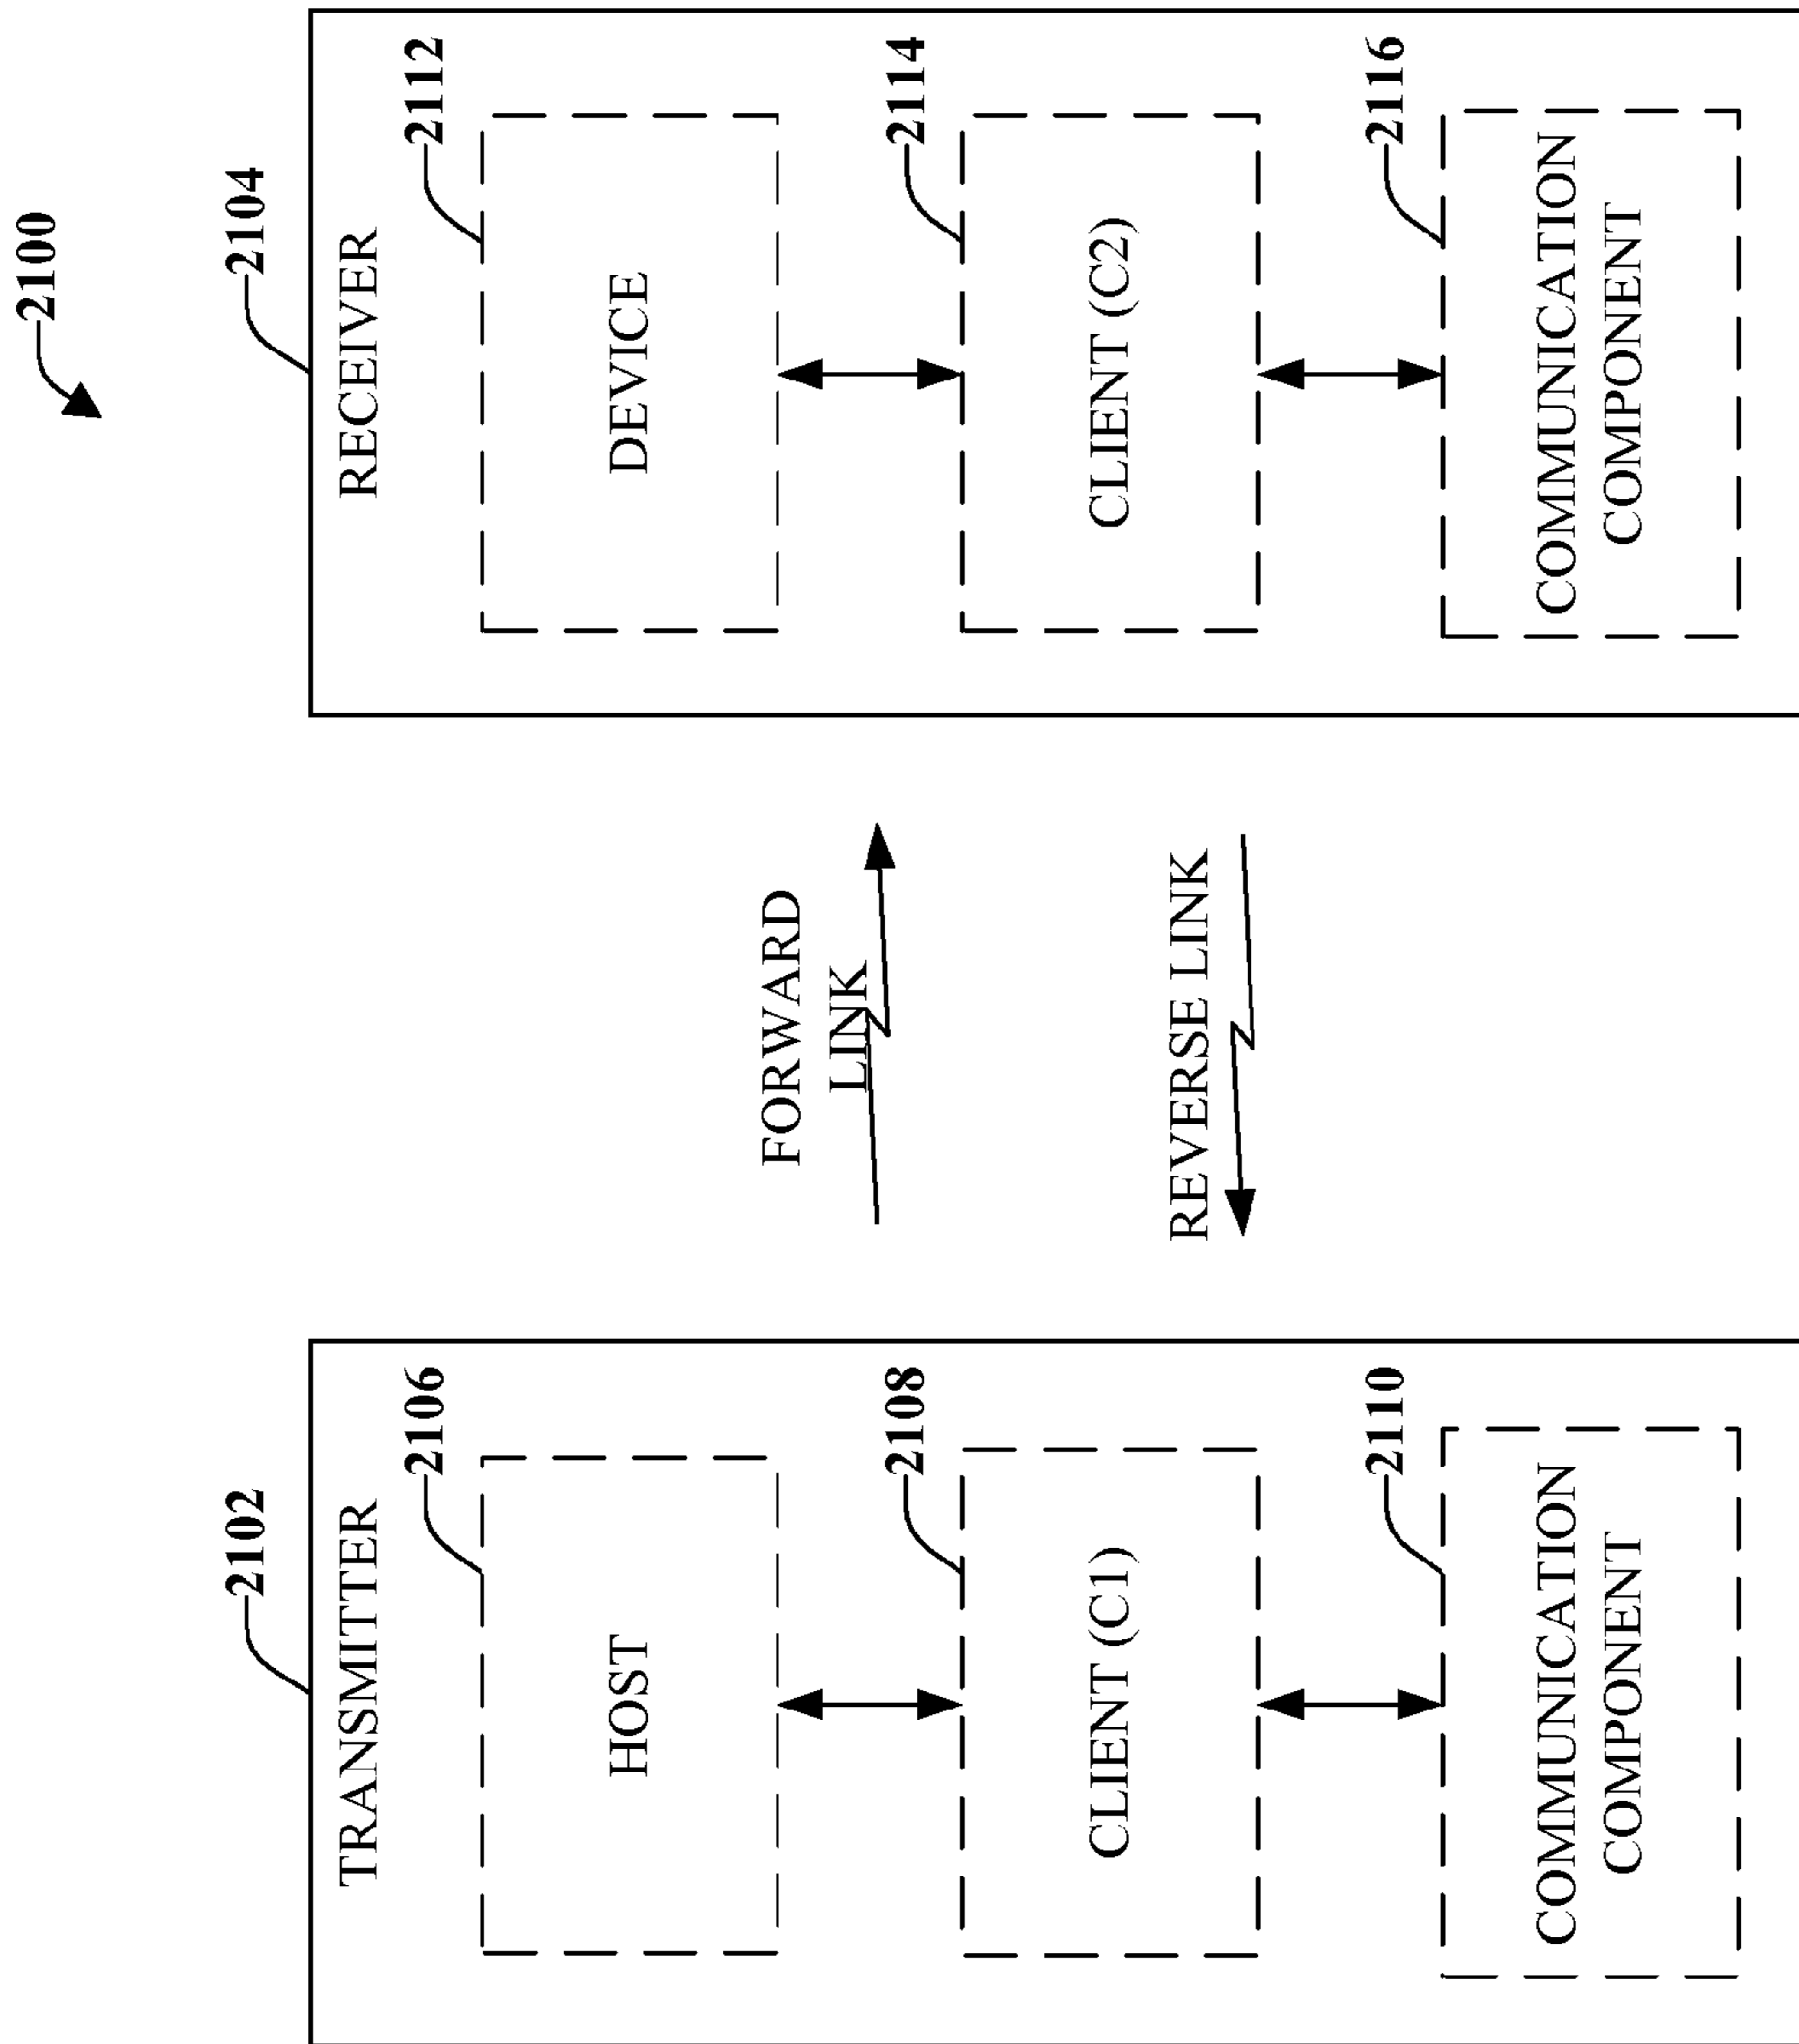 2100
2102
TRANSMITTER
2106
HOST
2108
CLIENT (C1)
2110
COMMUNICATION
COMPONENT
FORWARD
LINK
REVERSE LINK
2104
RECEIVER
2112
DEVICE
2114
CLIENT (C2)
2116
COMMUNICATION
COMPONENT